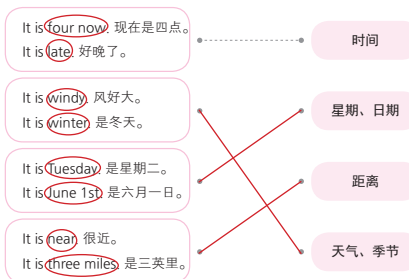 It is four now. 现在是四点。
It is late. 好晚了。
时间
It is windy. 风好大。
It is winter. 是冬天。
星期、日期
It is Tuesday. 是星期二。
It is June 1st. 是六月一日。
距离
It is near. 很近。
It is three miles. 是三英里。
天气、季节